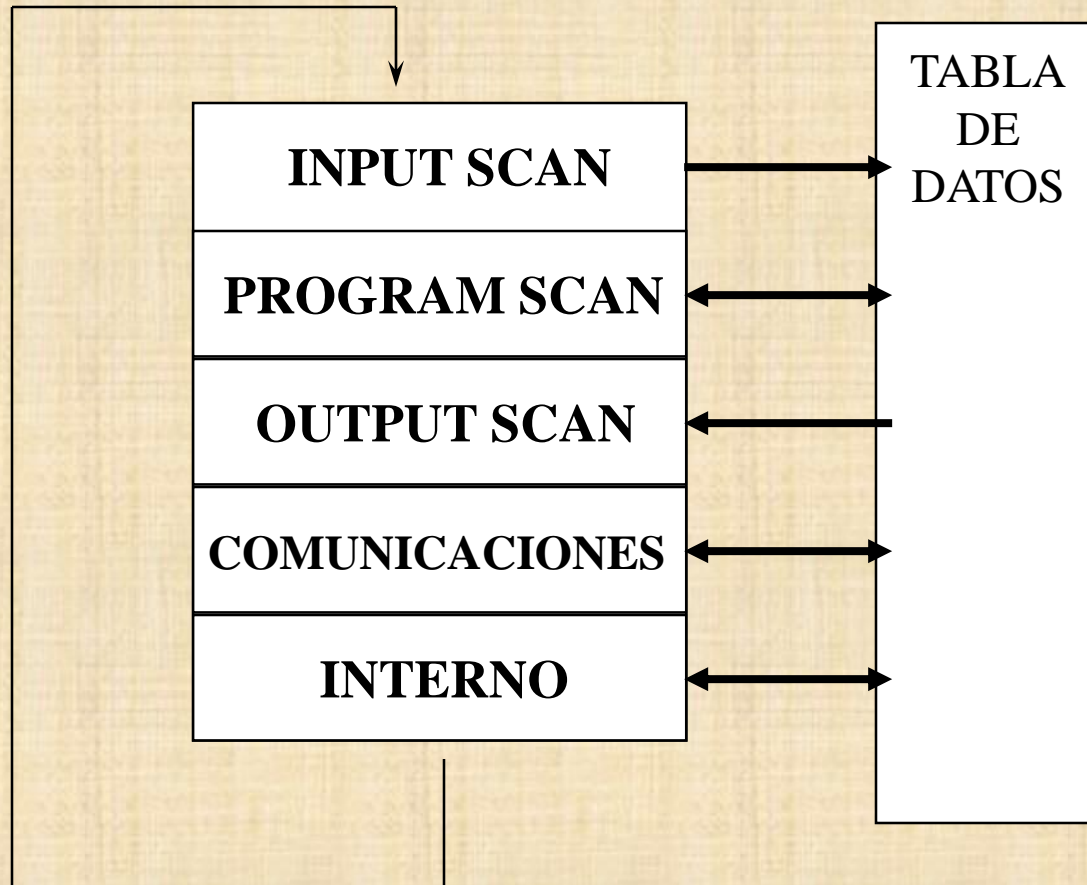 INPUT SCAN
PROGRAM SCAN
OUTPUT SCAN
COMUNICACIONES
INTERNO
TABLA
DE
DATOS